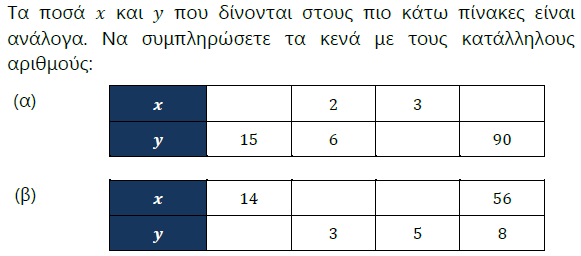 Τα ποσά x και y που δίνονται στους πιο κάτω πίνακες είναι
ανάλογα. Να συμπληρώσετε τα κενά με τους κατάλληλους
αριθμούς:
(α)
x 2 3
y 15 6 90
(β)
x 14 56
y 3 5 8